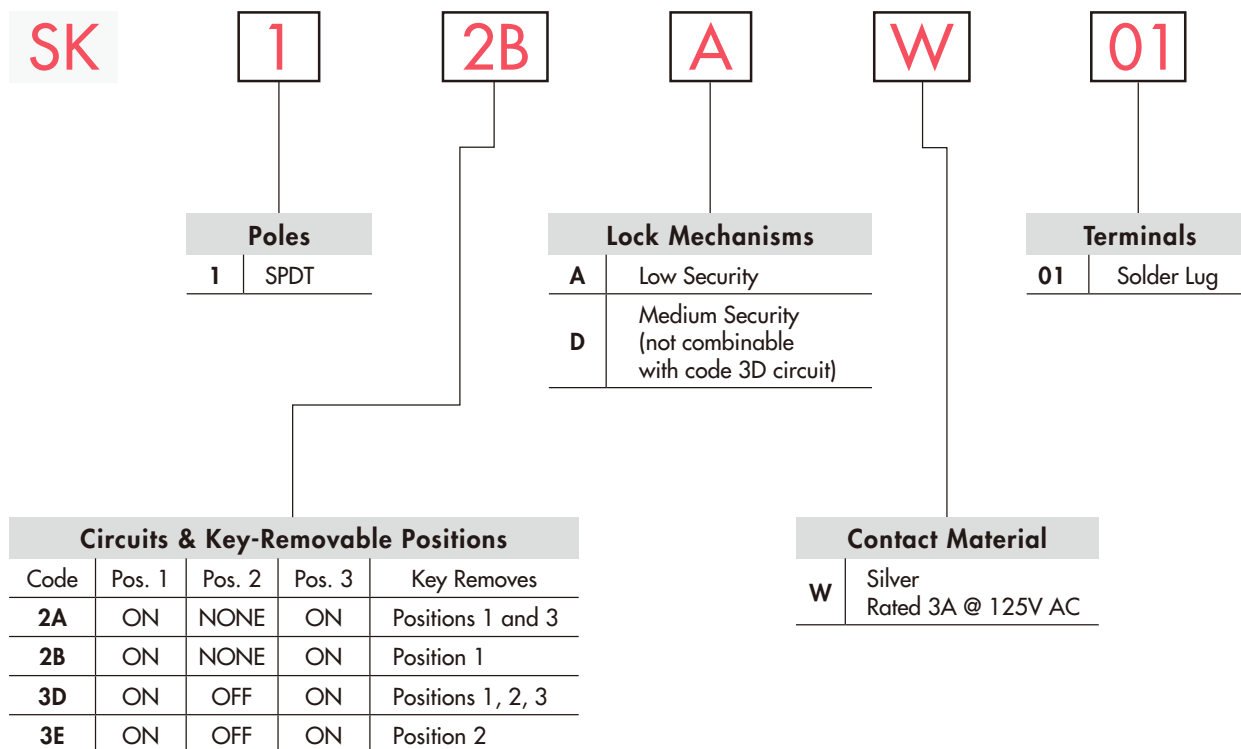 SK 1 2B A W 01
Poles
1 SPDT
Lock Mechanisms
A Low Security
D Medium Security
(not combinable
with code 3D circuit)
Terminals
01 Solder Lug
Circuits & Key-Removable Positions
Code Pos. 1 Pos. 2 Pos. 3 Key Removes
2A ON NONE ON Positions 1 and 3
2B ON NONE ON Position 1
3D ON OFF ON Positions 1, 2, 3
3E ON OFF ON Position 2
Contact Material
W Silver
Rated 3A @ 125V AC